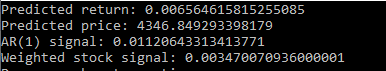 Predicted return: 0.006564615815255085
Predicted price: 4346.849293398179
AR(1) signal: 0.01120643313413771
Weighted stock signal: 0.003470070936000001